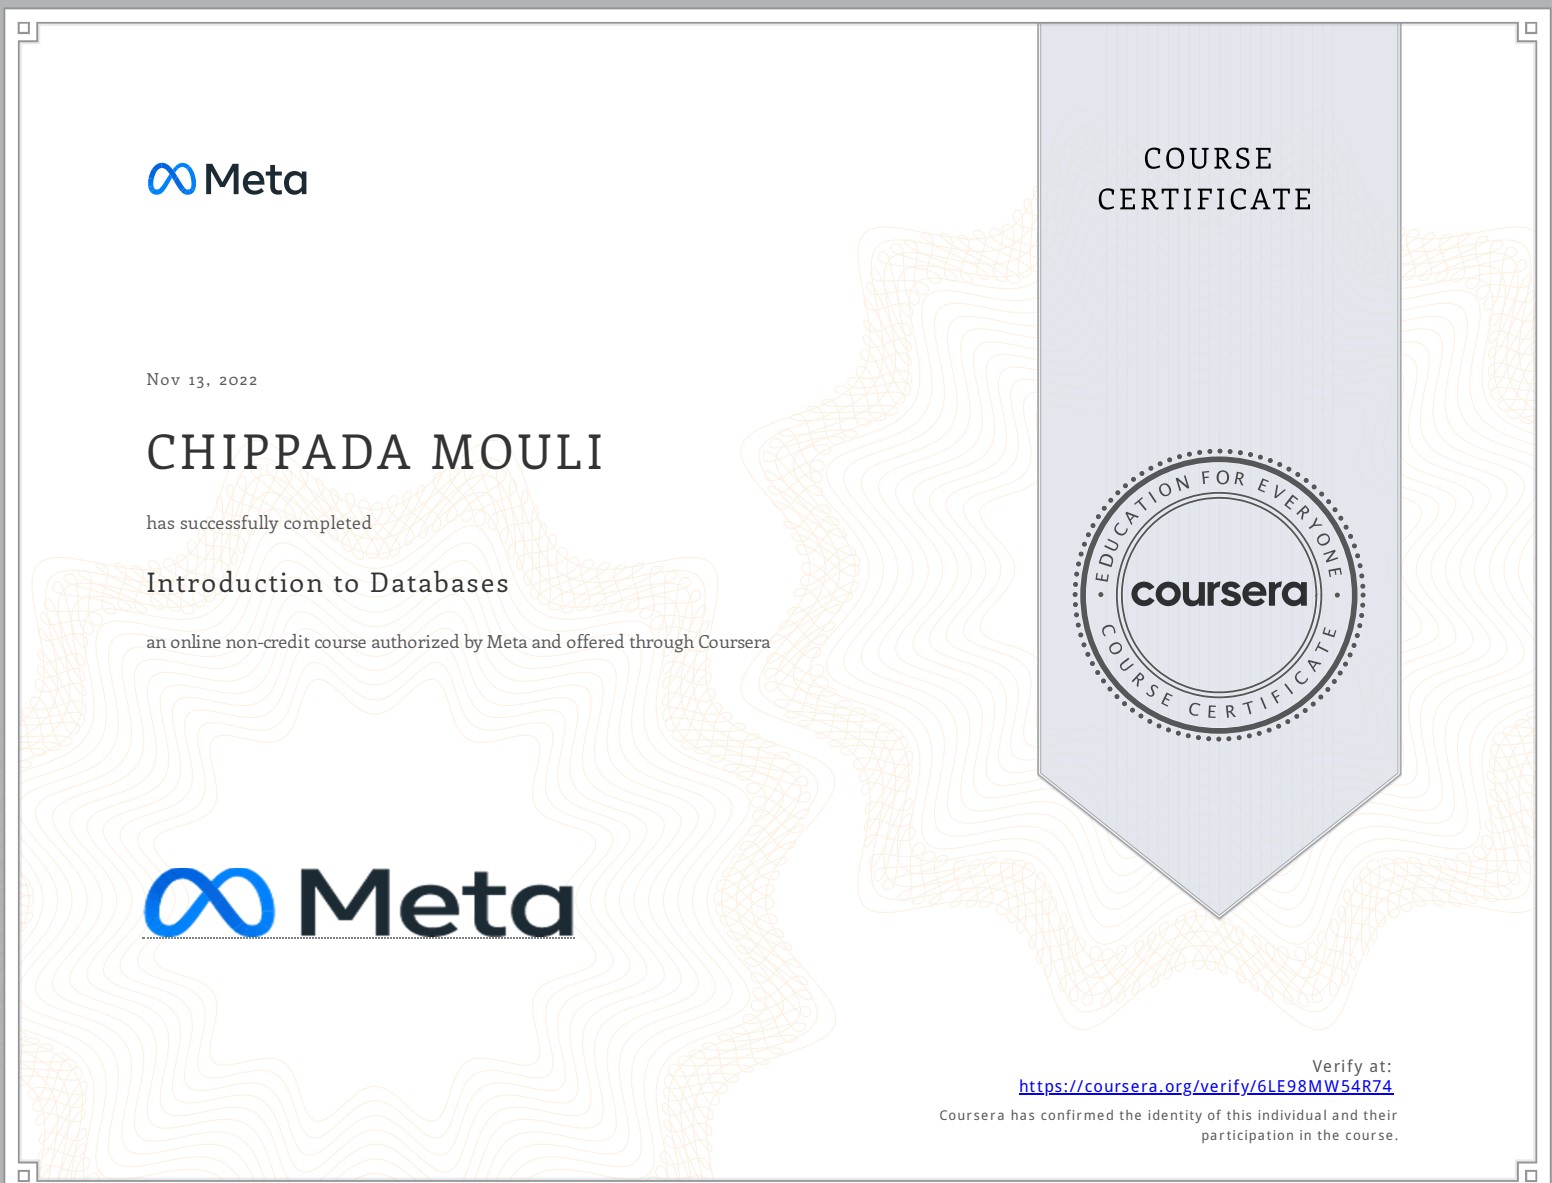 Meta
COURSE
CERTIFICATE
Nov 13, 2022
CHIPPADA MOULI
has successfully completed
Introduction to Databases
an online non-credit course authorized by Meta and offered through Coursera
EDUCATION FOR EVERYONE
coursera
COURSE CERTIFICATE
Meta
Verify at:
https://coursera.org/verify/6LE98MW54R74
Coursera has confirmed the identity of this individual and their
participation in the course.